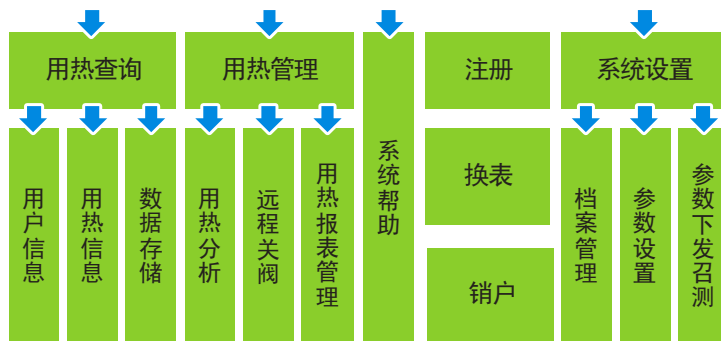 用热查询
用热管理
系统帮助
注册
系统设置
用户信息
用热信息
数据存储
用热分析
远程关阀
用热报表管理
换表
销户
档案管理
参数设置
参数下发召测